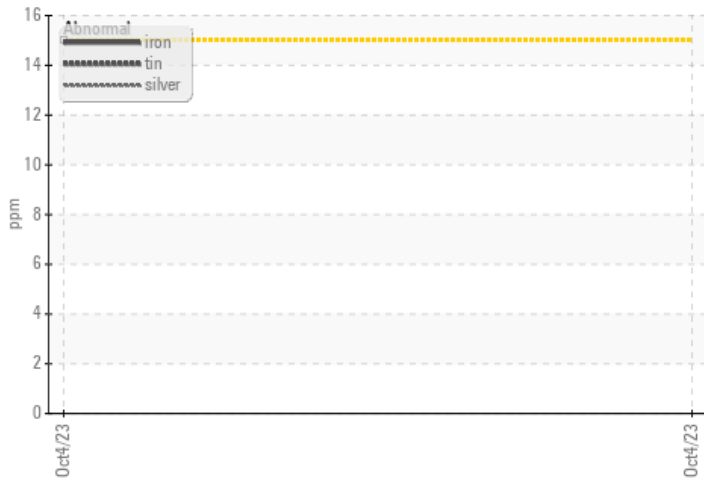 16
Abnormal
iron
tin
silver
14
12
10
8
6
4
2
0
ppm
Oct4/23
Oct4/23